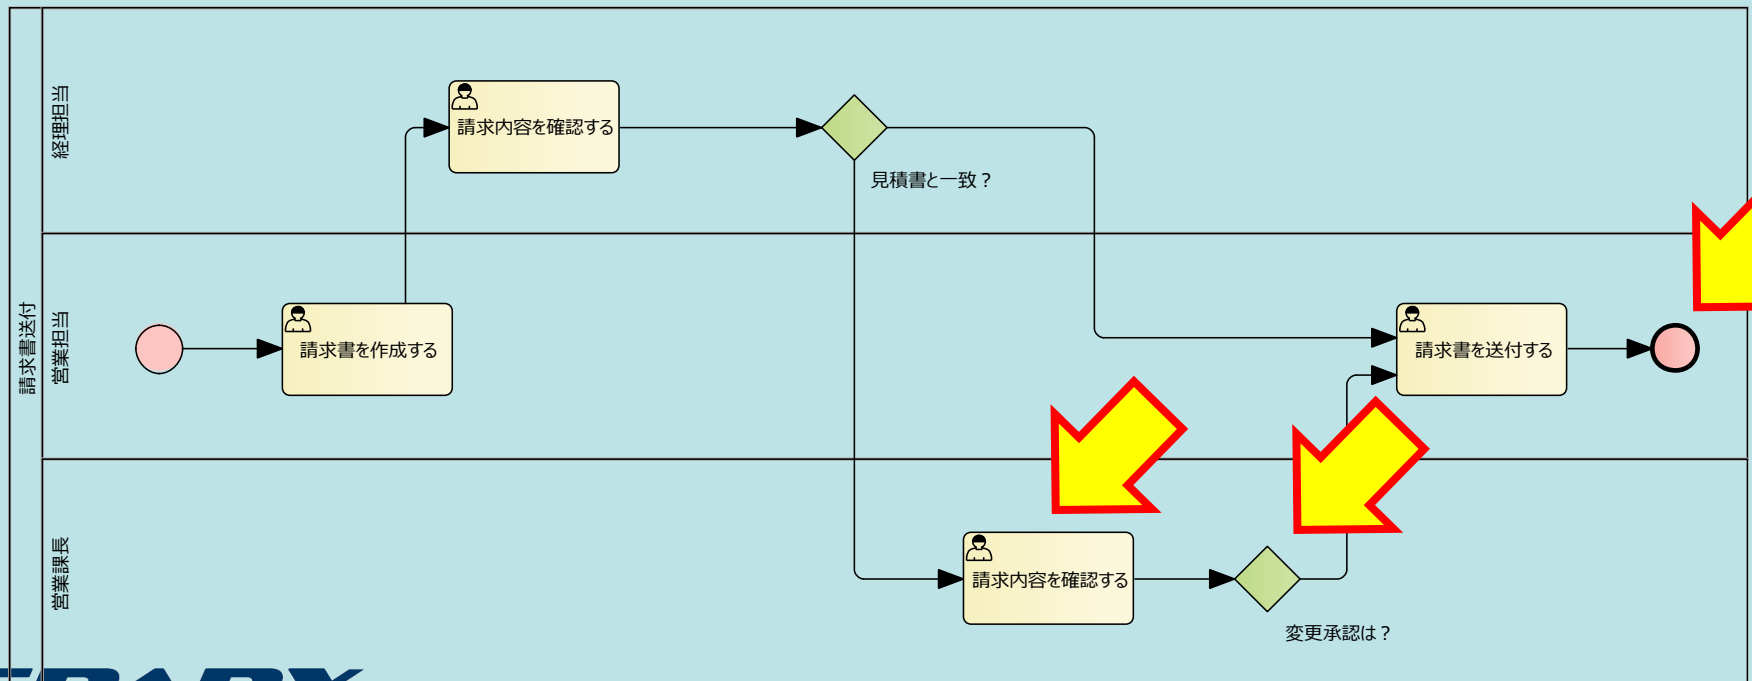 請求書送付
経理担当
請求内容を確認する
見積書と一致？
営業担当
請求書を作成する
請求書を送付する
営業課長
請求内容を確認する
変更承認は？